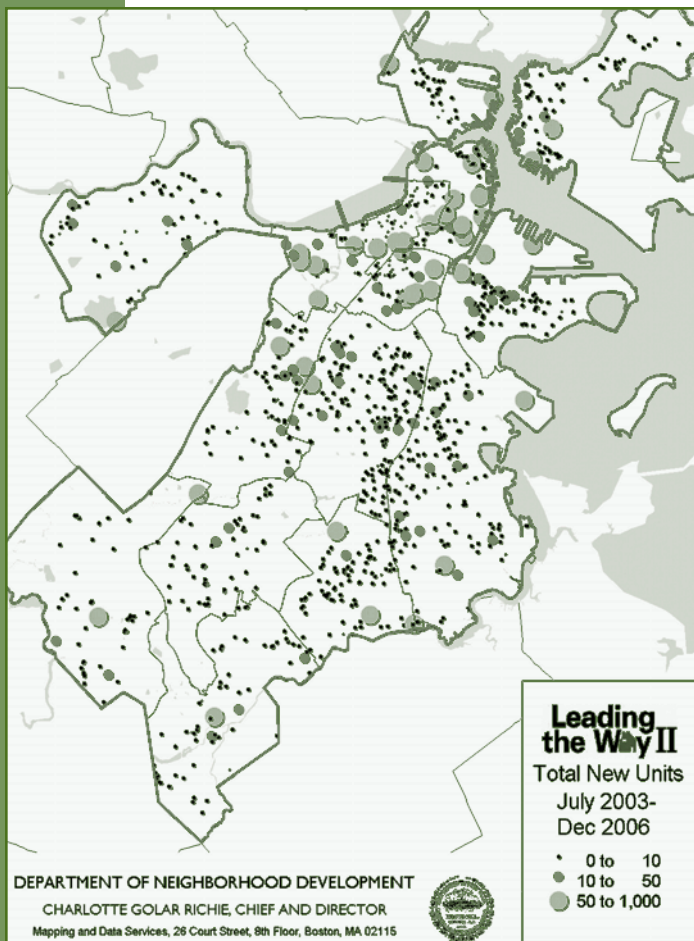 Leading
the Way II
Total New Units
July 2003-
Dec 2006
0 to 10
10 to 50
50 to 1,000
DEPARTMENT OF NEIGHBORHOOD DEVELOPMENT
CHARLOTTE GOLAR RICHIE, CHIEF AND DIRECTOR
Mapping and Data Services, 26 Court Street, 8th Floor, Boston, MA 02115